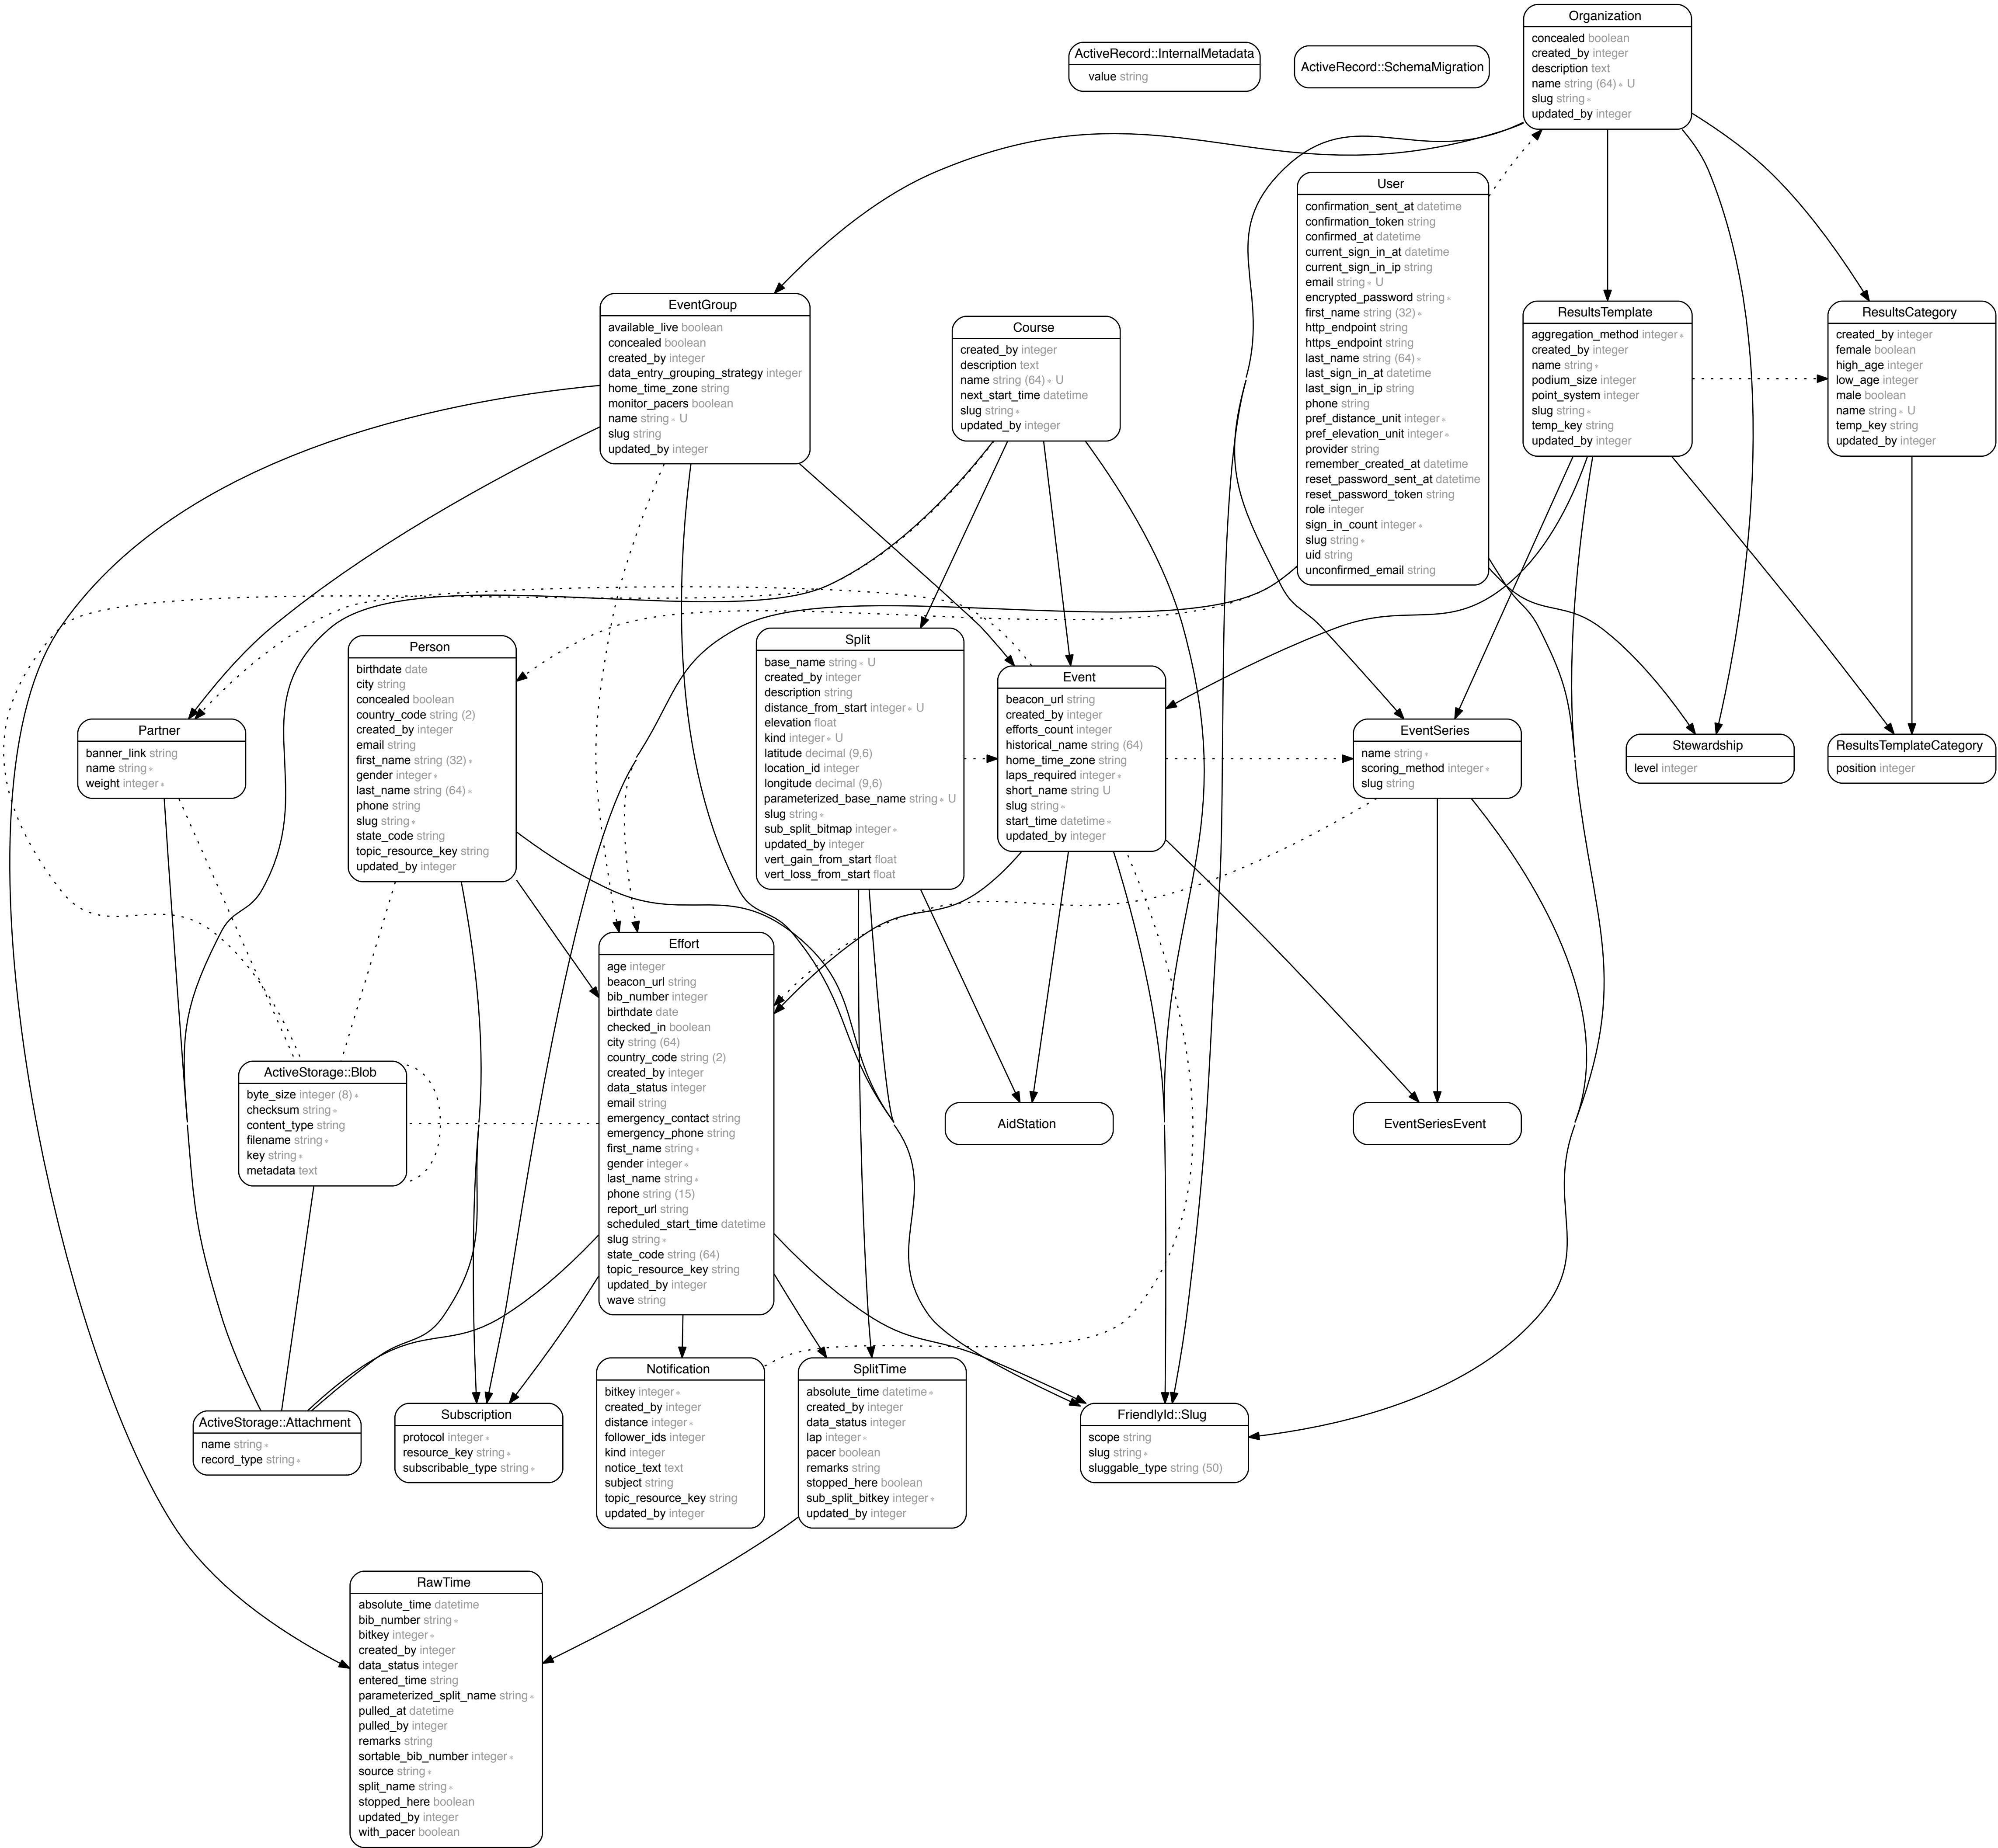 Organization
concealed boolean
created_by integer
description text
name string (64) ∗ U
slug string ∗
updated_by integer
ActiveRecord::InternalMetadata
value string
ActiveRecord::SchemaMigration
User
confirmation_sent_at datetime
confirmation_token string
confirmed_at datetime
current_sign_in_at datetime
current_sign_in_ip string
email string ∗ U
encrypted_password string ∗
first_name string (32) ∗
http_endpoint string
https_endpoint string
last_name string (64) ∗
last_sign_in_at datetime
last_sign_in_ip string
phone string
pref_distance_unit integer ∗
pref_elevation_unit integer ∗
provider string
remember_created_at datetime
reset_password_sent_at datetime
reset_password_token string
role integer
sign_in_count integer ∗
slug string ∗
uid string
unconfirmed_email string
EventGroup
available_live boolean
concealed boolean
created_by integer
data_entry_grouping_strategy integer
home_time_zone string
monitor_pacers boolean
name string ∗ U
slug string
updated_by integer
Course
created_by integer
description text
name string (64) ∗ U
next_start_time datetime
slug string ∗
updated_by integer
ResultsTemplate
aggregation_method integer ∗
created_by integer
name string ∗
podium_size integer
point_system integer
slug string ∗
temp_key string
updated_by integer
ResultsCategory
created_by integer
female boolean
high_age integer
low_age integer
male boolean
name string ∗ U
temp_key string
updated_by integer
Person
birthdate date
city string
concealed boolean
country_code string (2)
created_by integer
email string
first_name string (32) ∗
gender integer ∗
last_name string (64) ∗
phone string
slug string ∗
state_code string
topic_resource_key string
updated_by integer
Split
base_name string ∗ U
created_by integer
description string
distance_from_start integer ∗ U
elevation float
kind integer ∗ U
latitude decimal (9,6)
location_id integer
longitude decimal (9,6)
parameterized_base_name string ∗ U
slug string ∗
sub_split_bitmap integer ∗
updated_by integer
vert_gain_from_start float
vert_loss_from_start float
Event
beacon_url string
created_by integer
efforts_count integer
historical_name string (64)
home_time_zone string
laps_required integer ∗
short_name string U
slug string ∗
start_time datetime ∗
updated_by integer
Partner
banner_link string
name string ∗
weight integer ∗
EventSeries
name string ∗
scoring_method integer ∗
slug string
Stewardship
level integer
ResultsTemplateCategory
position integer
Effort
age integer
beacon_url string
bib_number integer
birthdate date
checked_in boolean
city string (64)
country_code string (2)
created_by integer
data_status integer
email string
emergency_contact string
emergency_phone string
first_name string ∗
gender integer ∗
last_name string ∗
phone string (15)
report_url string
scheduled_start_time datetime
slug string ∗
state_code string (64)
topic_resource_key string
updated_by integer
wave string
ActiveStorage::Blob
byte_size integer (8) ∗
checksum string ∗
content_type string
filename string ∗
key string ∗
metadata text
AidStation
EventSeriesEvent
ActiveStorage::Attachment
name string ∗
record_type string ∗
Subscription
protocol integer ∗
resource_key string ∗
subscribable_type string ∗
Notification
bitkey integer ∗
created_by integer
distance integer ∗
follower_ids integer
kind integer
notice_text text
subject string
topic_resource_key string
updated_by integer
SplitTime
absolute_time datetime ∗
created_by integer
data_status integer
lap integer ∗
pacer boolean
remarks string
stopped_here boolean
sub_split_bitkey integer ∗
updated_by integer
FriendlyId::Slug
scope string
slug string ∗
sluggable_type string (50)
RawTime
absolute_time datetime
bib_number string ∗
bitkey integer ∗
created_by integer
data_status integer
entered_time string
parameterized_split_name string ∗
pulled_at datetime
pulled_by integer
remarks string
sortable_bib_number integer ∗
source string ∗
split_name string ∗
stopped_here boolean
updated_by integer
with_pacer boolean